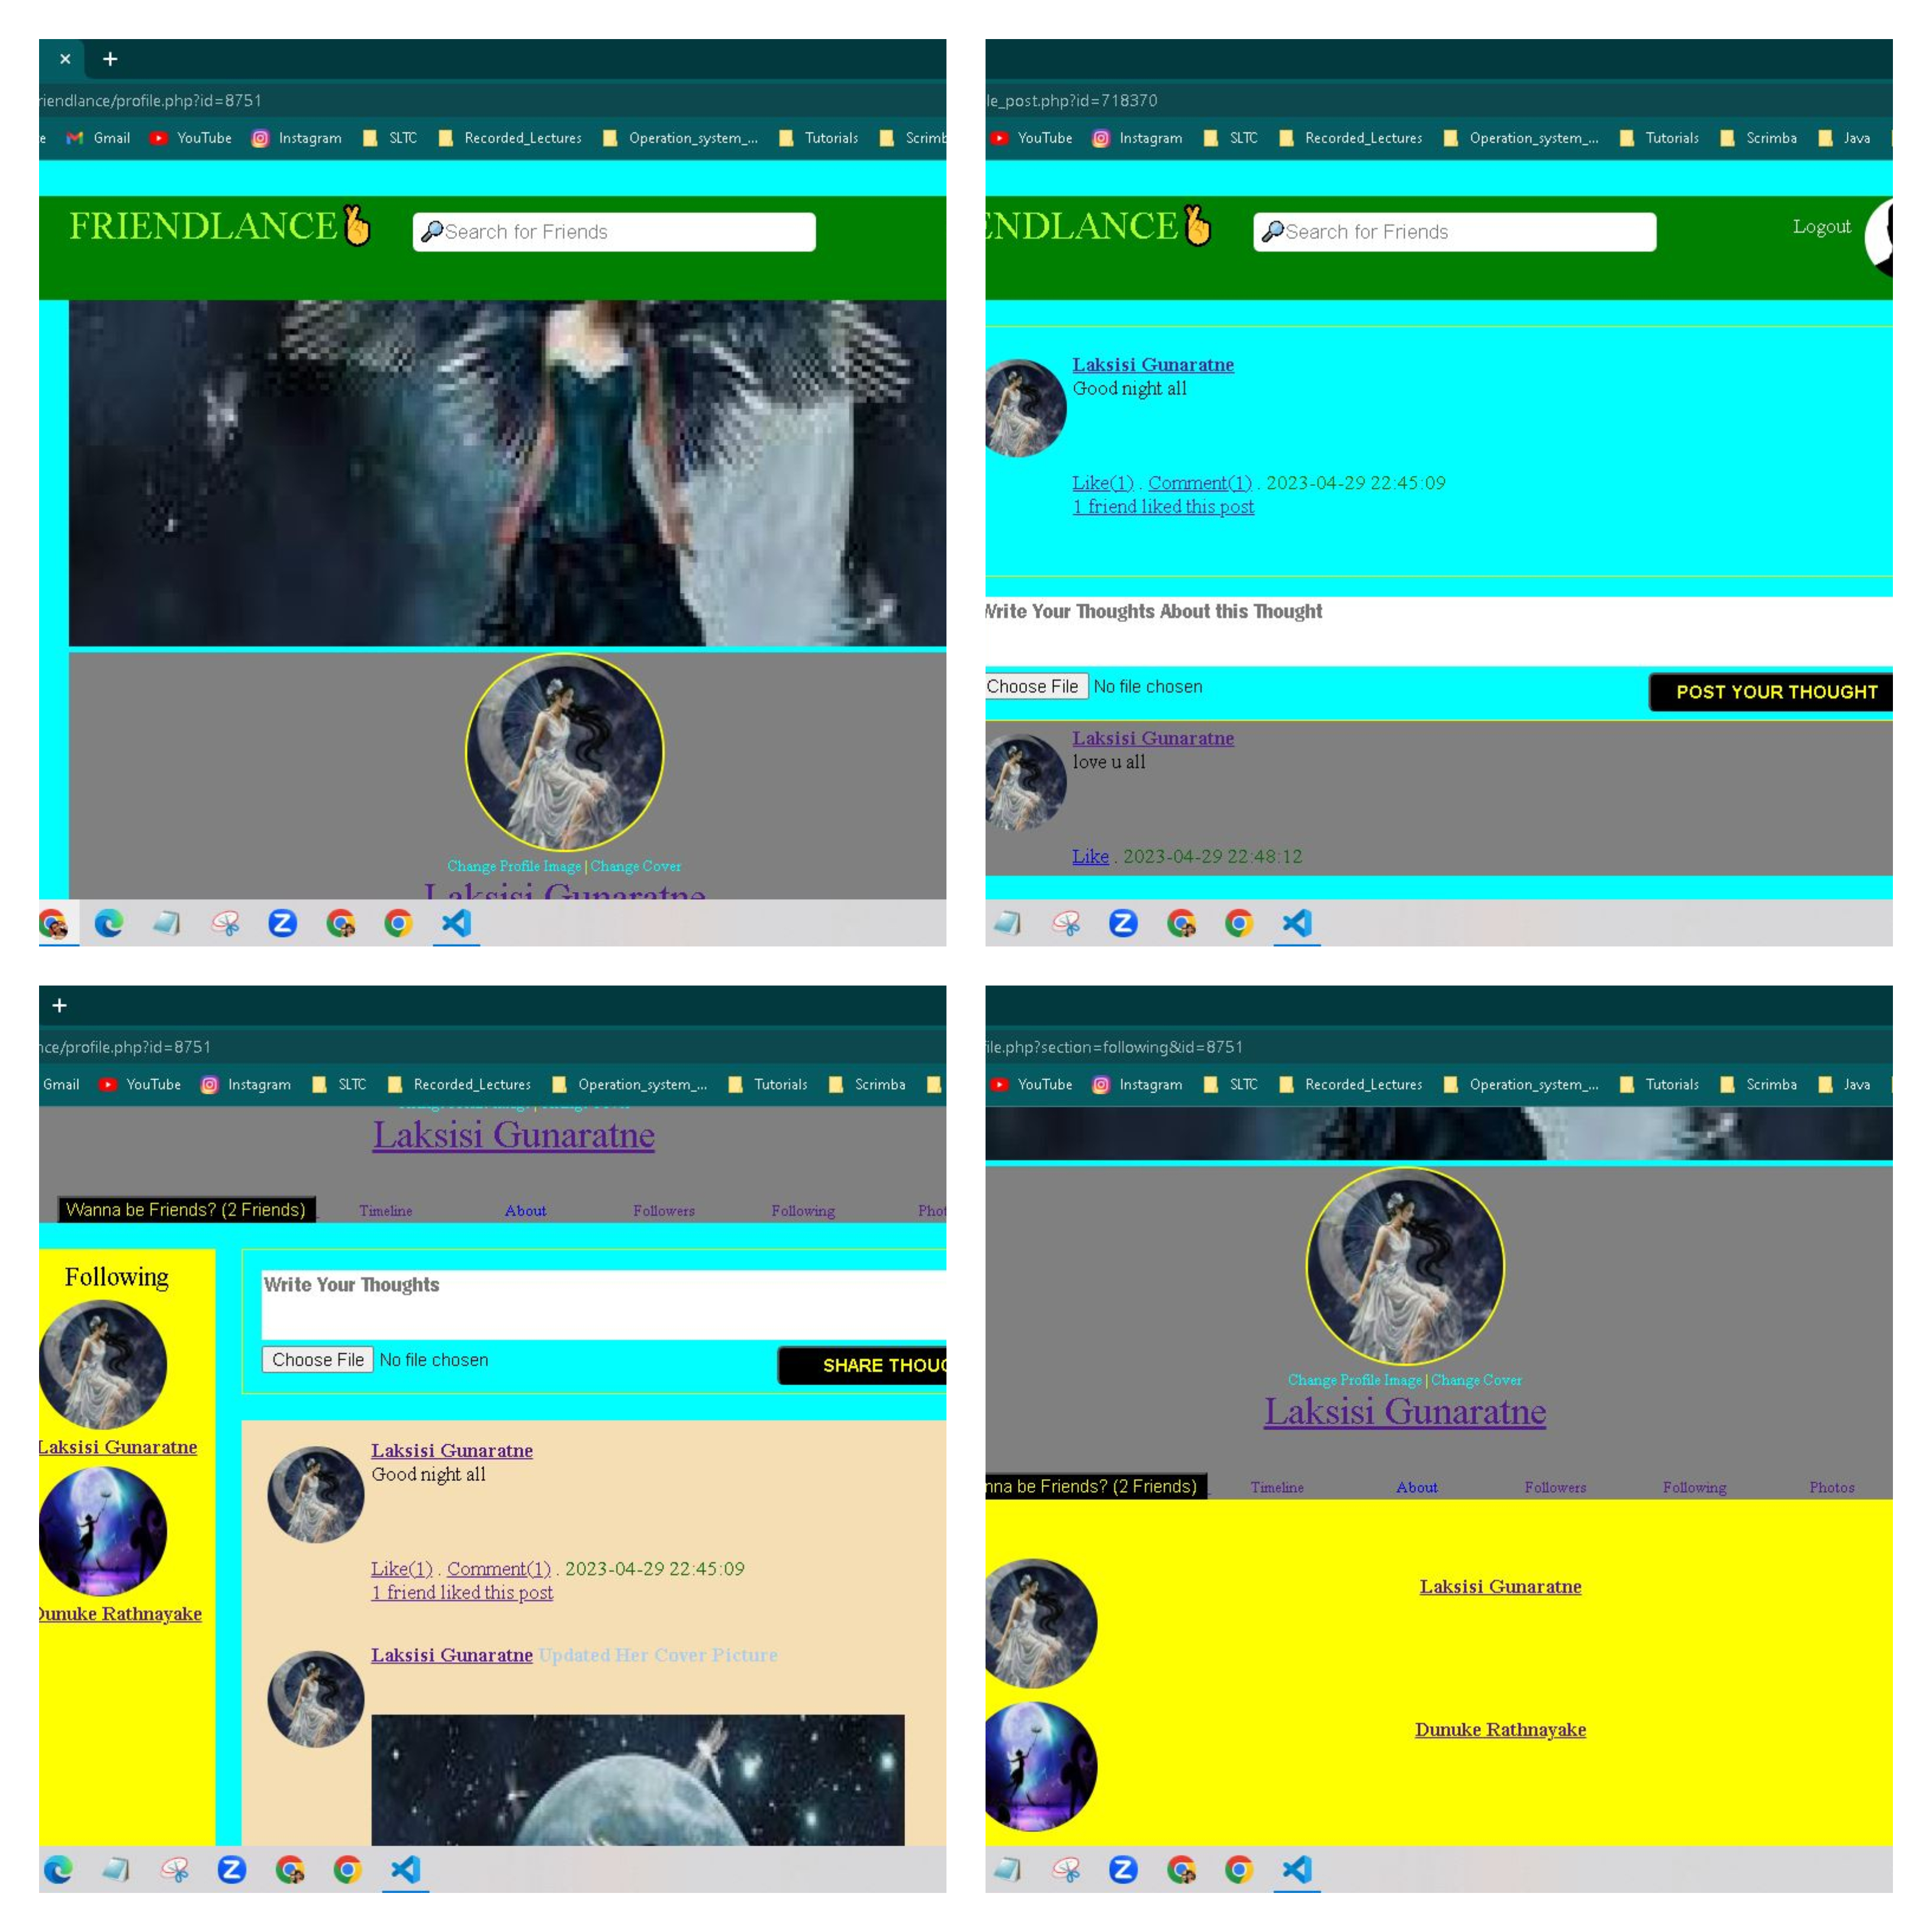 × +
riendlance/profile.php?id=8751
e Gmail YouTube Instagram SLTC Recorded_Lectures Operation_system_... Tutorials Scrimb
FRIENDLANCE🤞 🔎Search for Friends
Change Profile Image | Change Cover
Laksisi Gunaratne
le_post.php?id=718370
YouTube Instagram SLTC Recorded_Lectures Operation_system_... Tutorials Scrimba Java
ENDLANCE🤞 🔎Search for Friends Logout
Laksisi Gunaratne
Good night all
Like(1) . Comment(1) . 2023-04-29 22:45:09
1 friend liked this post
Write Your Thoughts About this Thought
Choose File No file chosen POST YOUR THOUGHT
Laksisi Gunaratne
love u all
Like . 2023-04-29 22:48:12
+
nce/profile.php?id=8751
Gmail YouTube Instagram SLTC Recorded_Lectures Operation_system_... Tutorials Scrimba
Laksisi Gunaratne
Wanna be Friends? (2 Friends) Timeline About Followers Following Phot
Following
Laksisi Gunaratne
Dunuke Rathnayake
Write Your Thoughts
Choose File No file chosen SHARE THOUG
Laksisi Gunaratne
Good night all
Like(1) . Comment(1) . 2023-04-29 22:45:09
1 friend liked this post
Laksisi Gunaratne Updated Her Cover Picture
file.php?section=following&id=8751
YouTube Instagram SLTC Recorded_Lectures Operation_system_... Tutorials Scrimba Java
Change Profile Image | Change Cover
Laksisi Gunaratne
nna be Friends? (2 Friends) Timeline About Followers Following Photos
Laksisi Gunaratne
Dunuke Rathnayake